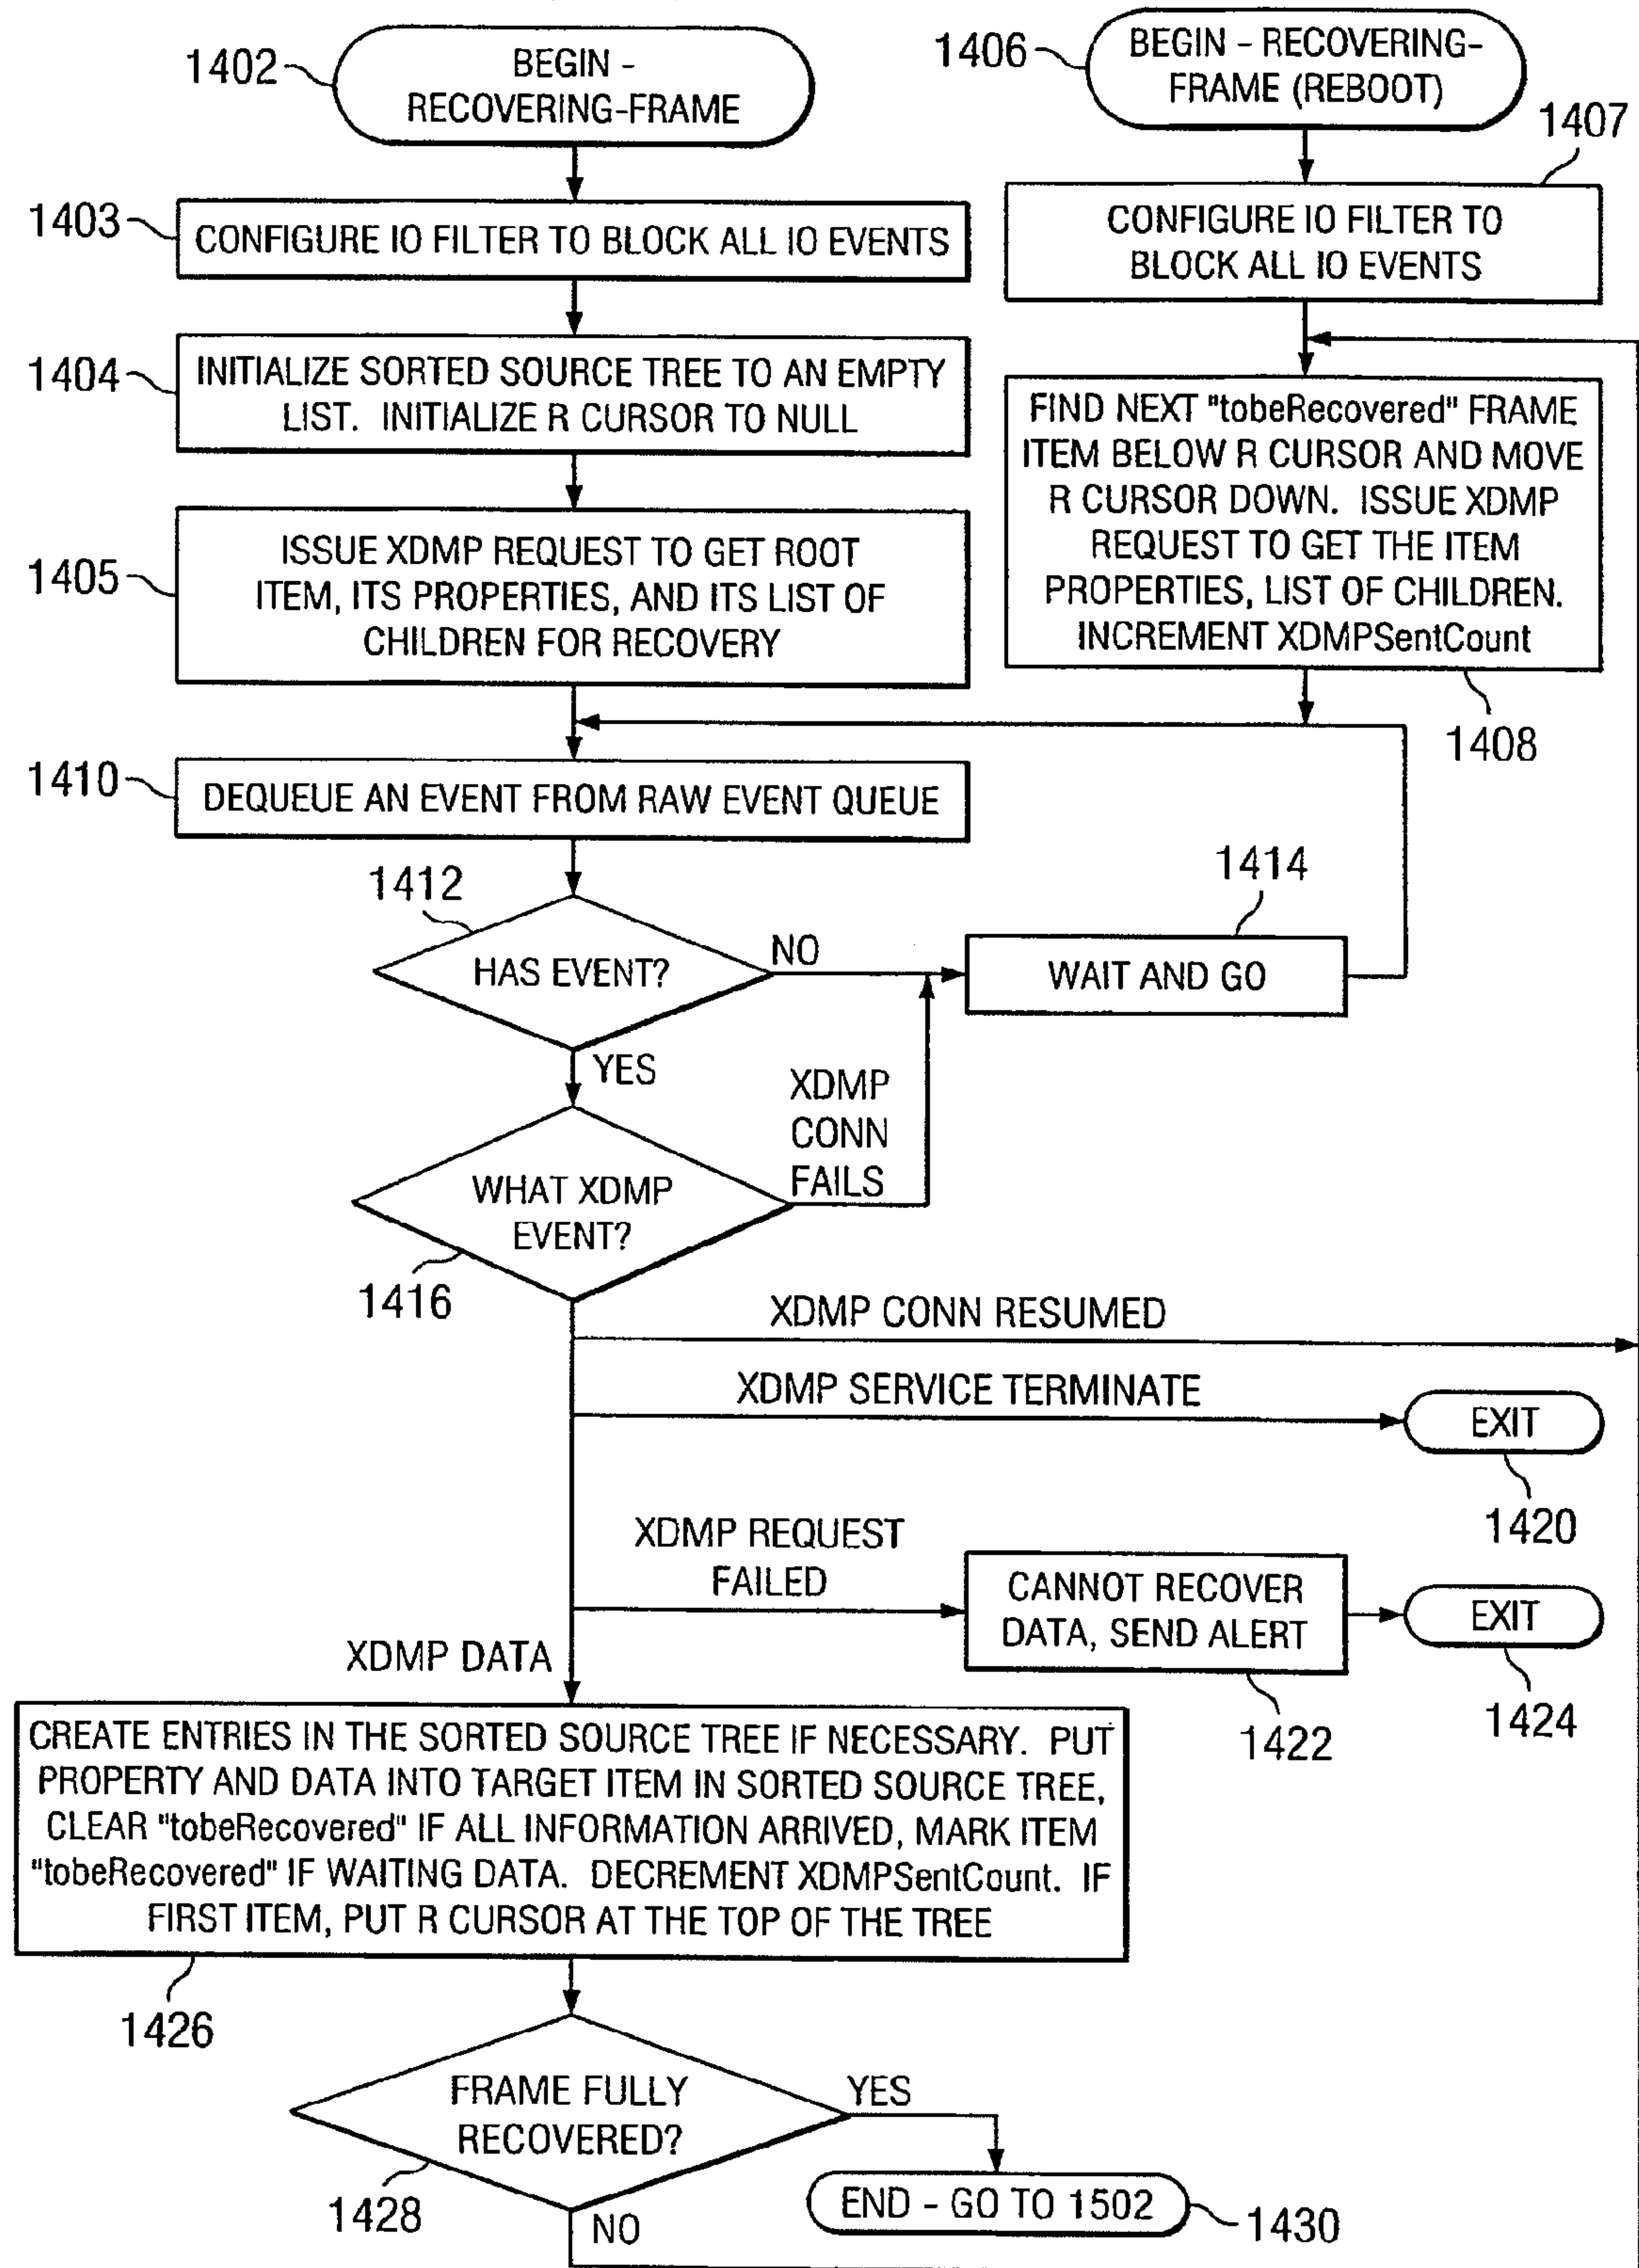 1402
BEGIN -
RECOVERING-FRAME
1406
BEGIN - RECOVERING-
FRAME (REBOOT)
1403
CONFIGURE IO FILTER TO BLOCK ALL IO EVENTS
1407
CONFIGURE IO FILTER TO
BLOCK ALL IO EVENTS
1404
INITIALIZE SORTED SOURCE TREE TO AN EMPTY
LIST. INITIALIZE R CURSOR TO NULL
1405
ISSUE XDMP REQUEST TO GET ROOT
ITEM, ITS PROPERTIES, AND ITS LIST OF
CHILDREN FOR RECOVERY
FIND NEXT "tobeRecovered" FRAME
ITEM BELOW R CURSOR AND MOVE
R CURSOR DOWN. ISSUE XDMP
REQUEST TO GET THE ITEM
PROPERTIES, LIST OF CHILDREN.
INCREMENT XDMPSentCount
1408
1410
DEQUEUE AN EVENT FROM RAW EVENT QUEUE
1412
HAS EVENT?
NO
1414
WAIT AND GO
YES
XDMP
CONN
FAILS
WHAT XDMP
EVENT?
1416
XDMP CONN RESUMED
XDMP SERVICE TERMINATE
EXIT
1420
XDMP REQUEST
FAILED
CANNOT RECOVER
DATA, SEND ALERT
1422
EXIT
1424
XDMP DATA
CREATE ENTRIES IN THE SORTED SOURCE TREE IF NECESSARY. PUT
PROPERTY AND DATA INTO TARGET ITEM IN SORTED SOURCE TREE,
CLEAR "tobeRecovered" IF ALL INFORMATION ARRIVED, MARK ITEM
"tobeRecovered" IF WAITING DATA. DECREMENT XDMPSentCount. IF
FIRST ITEM, PUT R CURSOR AT THE TOP OF THE TREE
1426
FRAME FULLY
RECOVERED?
1428
YES
END - GO TO 1502
1430
NO